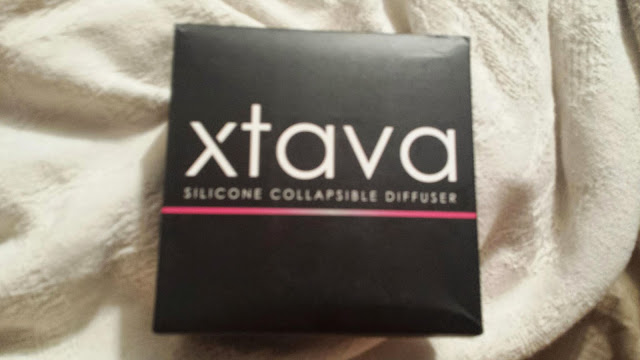 xtava
SILICONE COLLAPSIBLE DIFFUSER